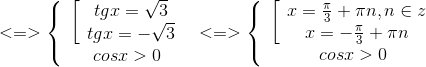 <=> { [ tgx = √3
tgx = −√3
cosx > 0
<=> { [ x = π/3 + πn, n ∈ z
x = −π/3 + πn
cosx > 0